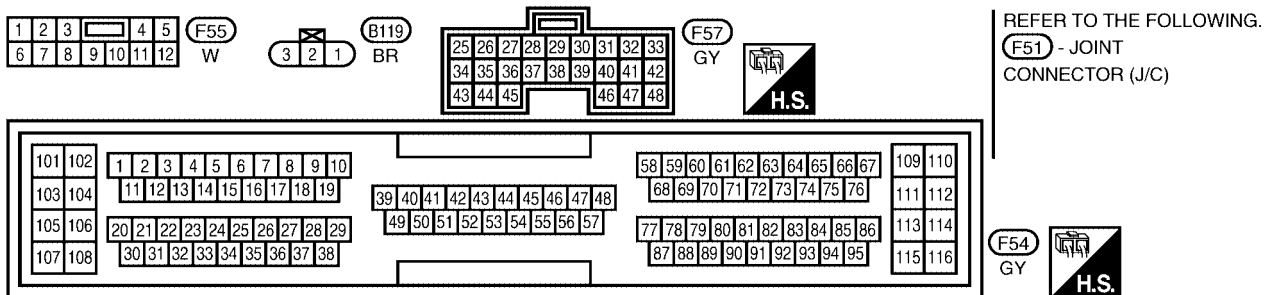 1 2 3 4 5
6 7 8 9 10 11 12
F55
W
3 2 1
B119
BR
25 26 27 28 29 30 31 32 33
34 35 36 37 38 39 40 41 42
43 44 45 46 47 48
F57
GY
H.S.
REFER TO THE FOLLOWING.
F51 - JOINT
CONNECTOR (J/C)
101 102
103 104
105 106
107 108
1 2 3 4 5 6 7 8 9 10
11 12 13 14 15 16 17 18 19
20 21 22 23 24 25 26 27 28 29
30 31 32 33 34 35 36 37 38
39 40 41 42 43 44 45 46 47 48
49 50 51 52 53 54 55 56 57
58 59 60 61 62 63 64 65 66 67
68 69 70 71 72 73 74 75 76
77 78 79 80 81 82 83 84 85 86
87 88 89 90 91 92 93 94 95
109 110
111 112
113 114
115 116
F54
GY
H.S.